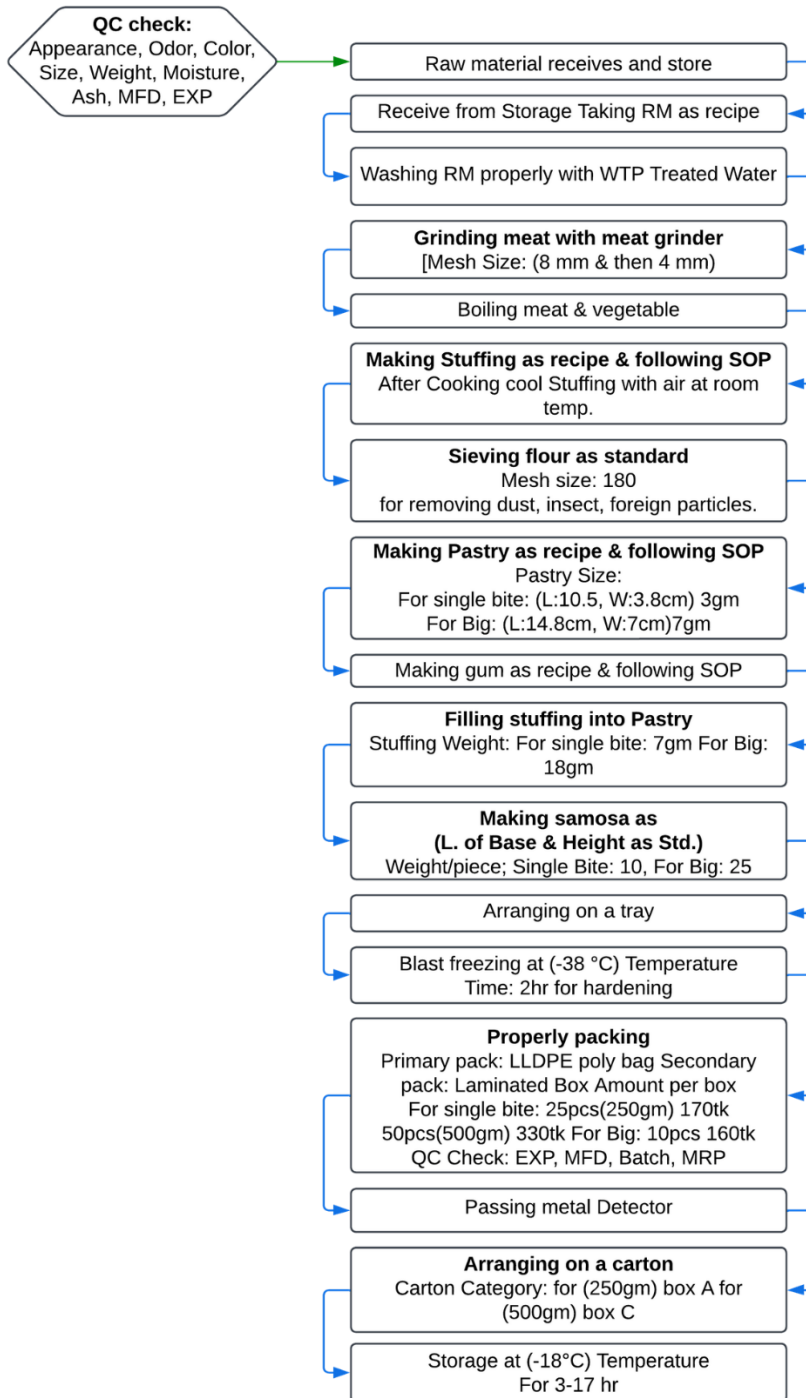 QC check:
Appearance, Odor, Color,
Size, Weight, Moisture,
Ash, MFD, EXP
Raw material receives and store
Receive from Storage Taking RM as recipe
Washing RM properly with WTP Treated Water
Grinding meat with meat grinder
[Mesh Size: (8 mm & then 4 mm)
Boiling meat & vegetable
Making Stuffing as recipe & following SOP
After Cooking cool Stuffing with air at room
temp.
Sieving flour as standard
Mesh size: 180
for removing dust, insect, foreign particles.
Making Pastry as recipe & following SOP
Pastry Size:
For single bite: (L:10.5, W:3.8cm) 3gm
For Big: (L:14.8cm, W:7cm)7gm
Making gum as recipe & following SOP
Filling stuffing into Pastry
Stuffing Weight: For single bite: 7gm For Big:
18gm
Making samosa as
(L. of Base & Height as Std.)
Weight/piece; Single Bite: 10, For Big: 25
Arranging on a tray
Blast freezing at (-38 °C) Temperature
Time: 2hr for hardening
Properly packing
Primary pack: LLDPE poly bag Secondary
pack: Laminated Box Amount per box
For single bite: 25pcs(250gm) 170tk
50pcs(500gm) 330tk For Big: 10pcs 160tk
QC Check: EXP, MFD, Batch, MRP
Passing metal Detector
Arranging on a carton
Carton Category: for (250gm) box A for
(500gm) box C
Storage at (-18°C) Temperature
For 3-17 hr